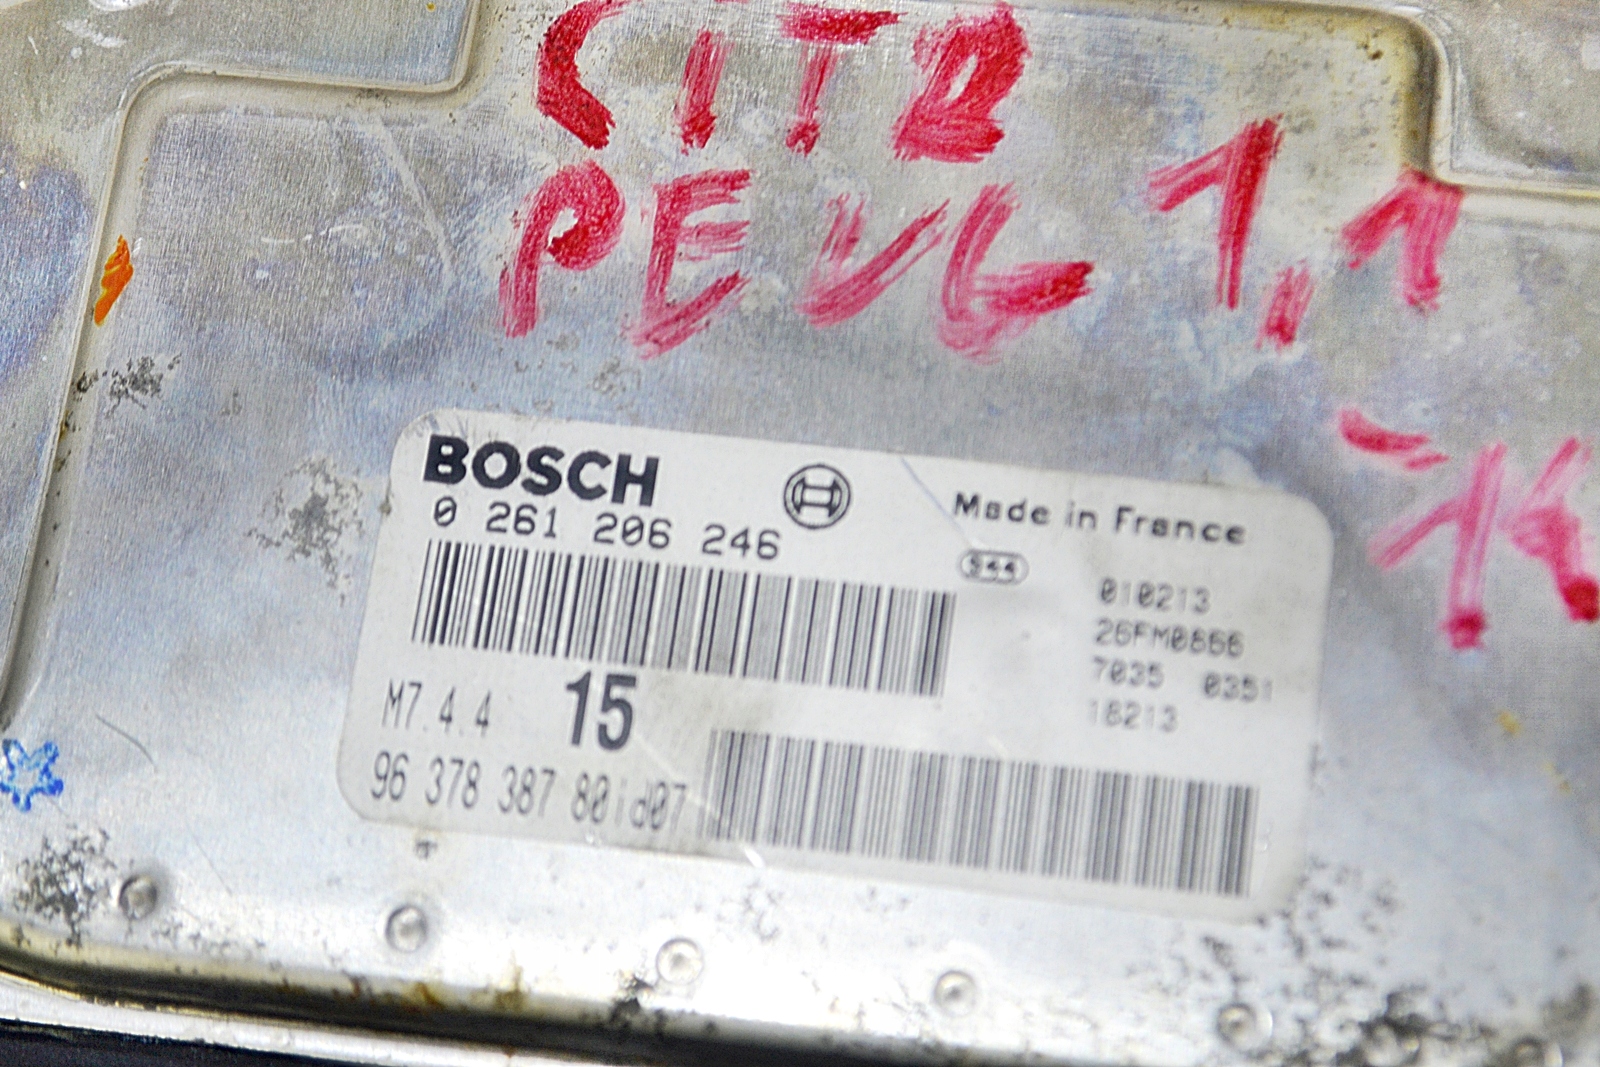 CITR
PEUG 1,1
-14
BOSCH
0 261 206 246
Made in France
010213
26FM0866
7035 0351
18213
M7.4.4 15
96 378 387 80id07